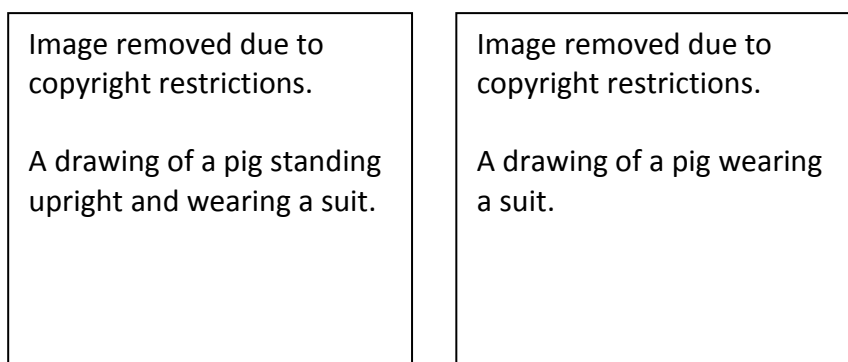 Image removed due to
copyright restrictions.
A drawing of a pig standing
upright and wearing a suit.
Image removed due to
copyright restrictions.
A drawing of a pig wearing
a suit.